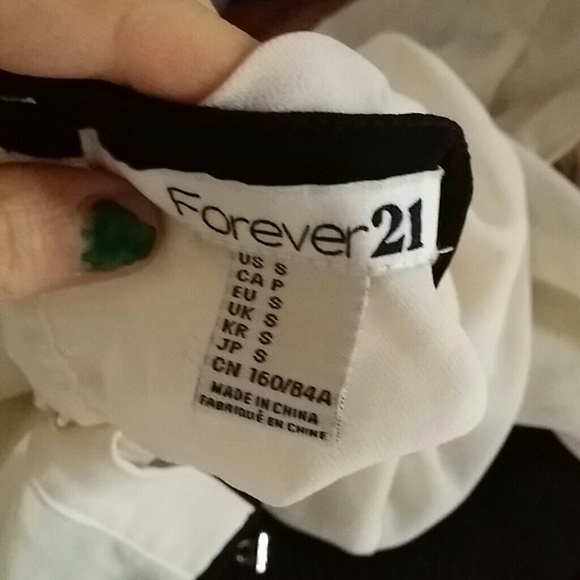 Forever21
US S
CA P
EU S
UK S
KR S
JP S
CN 160/84A
MADE IN CHINA
FABRIQUÉ EN CHINE